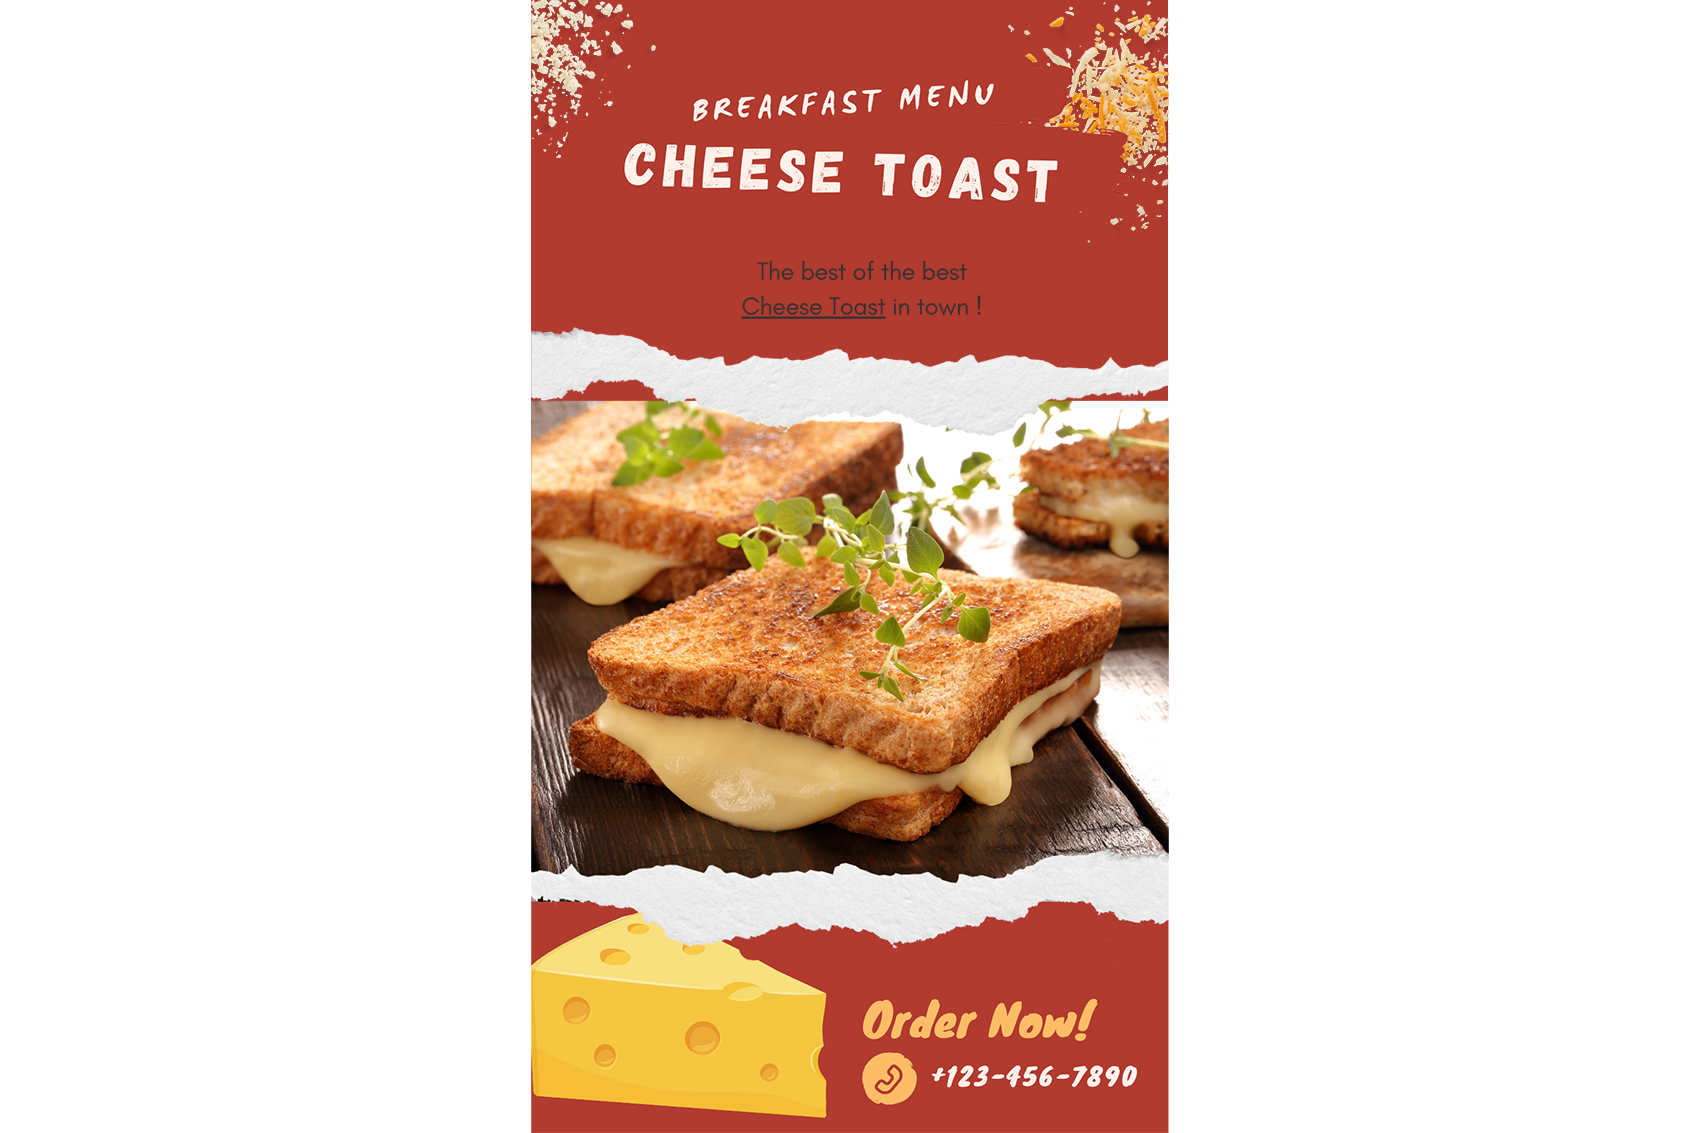 BREAKFAST MENU
CHEESE TOAST
The best of the best
Cheese Toast in town !
Order Now!
+123-456-7890